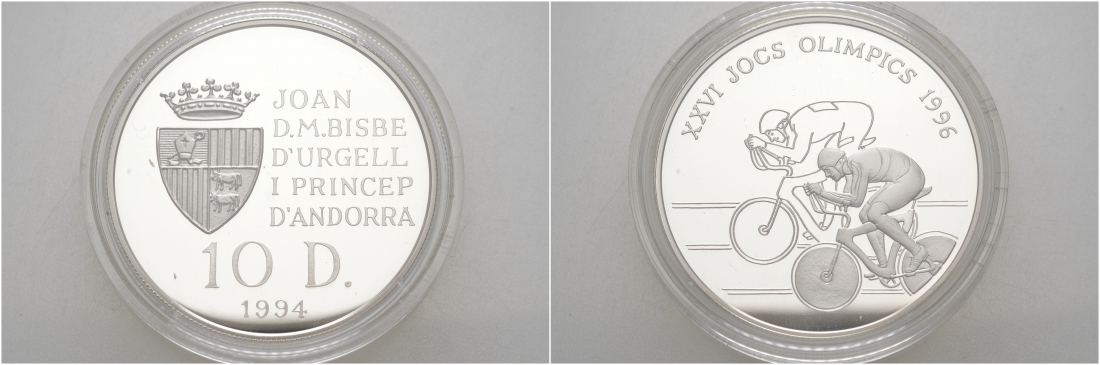 JOAN
D.M.BISBE
D'URGELL
I PRINCEP
D'ANDORRA
10 D.
1994
XXVI JOCS OLIMPICS 1996